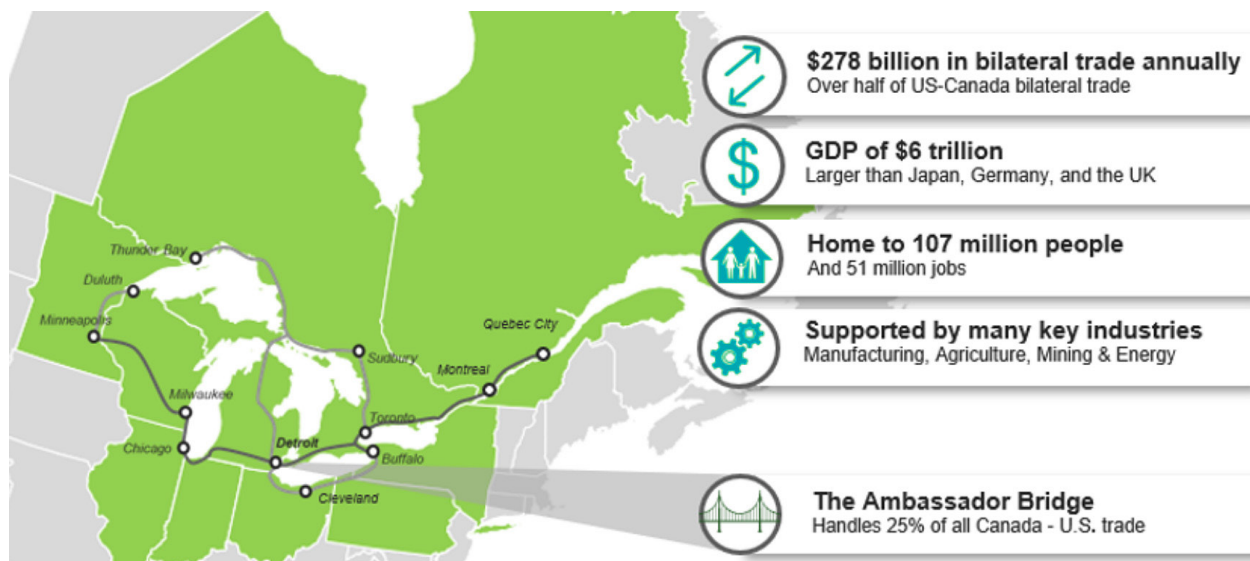 $278 billion in bilateral trade annually
Over half of US-Canada bilateral trade
GDP of $6 trillion
Larger than Japan, Germany, and the UK
Home to 107 million people
And 51 million jobs
Supported by many key industries
Manufacturing, Agriculture, Mining & Energy
The Ambassador Bridge
Handles 25% of all Canada - U.S. trade
Thunder Bay
Duluth
Minneapolis
Quebec City
Sudbury
Montreal
Milwaukee
Toronto
Chicago
Detroit
Buffalo
Cleveland
$